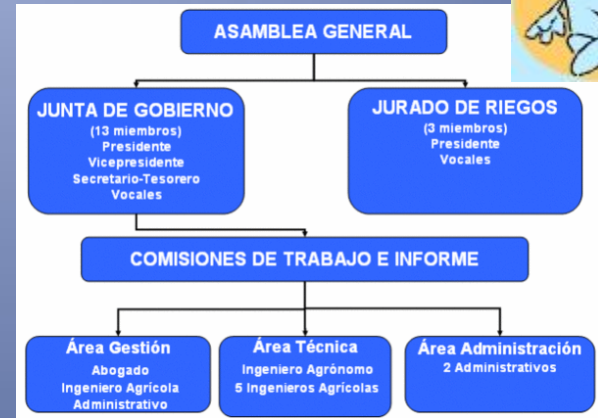 ASAMBLEA GENERAL
JUNTA DE GOBIERNO
(13 miembros)
Presidente
Vicepresidente
Secretario-Tesorero
Vocales
JURADO DE RIEGOS
(3 miembros)
Presidente
Vocales
COMISIONES DE TRABAJO E INFORME
Área Gestión
Abogado
Ingeniero Agrícola
Administrativo
Área Técnica
Ingeniero Agrónomo
5 Ingenieros Agrícolas
Área Administración
2 Administrativos